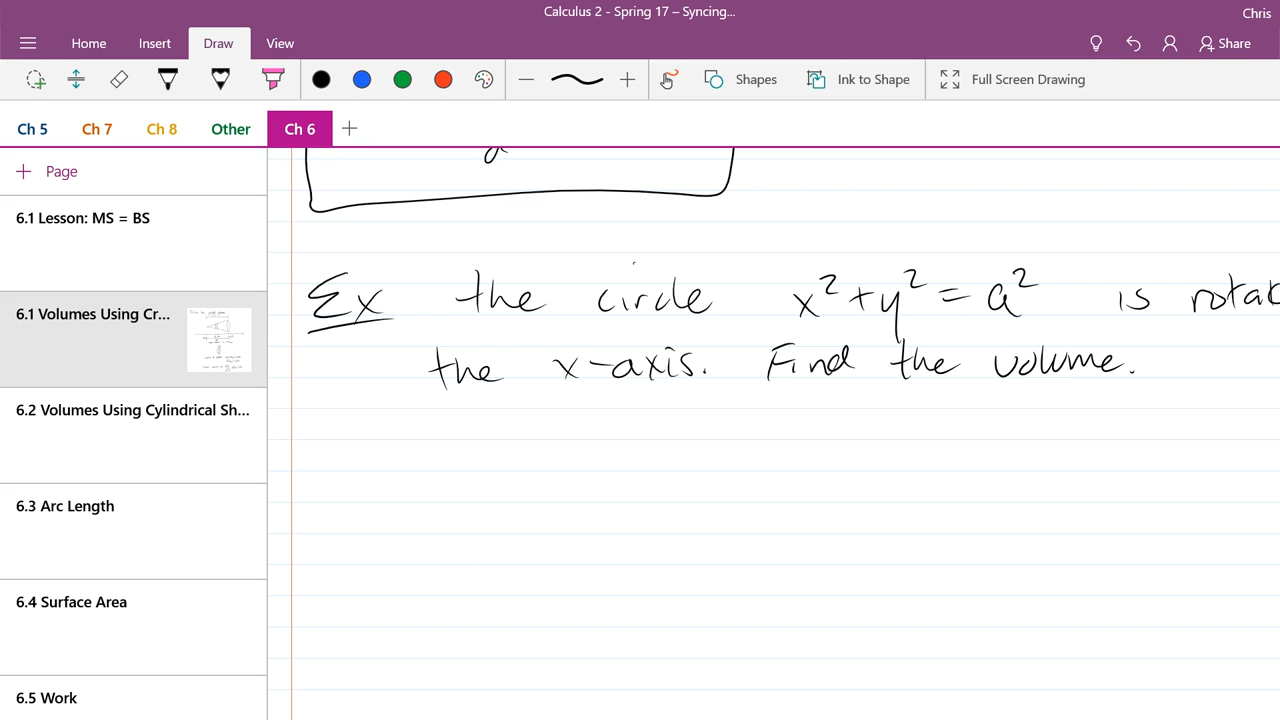 Calculus 2 - Spring 17 – Syncing...
Chris
Home Insert Draw View
Share
Shapes Ink to Shape Full Screen Drawing
Ch 5 Ch 7 Ch 8 Other Ch 6
Page
6.1 Lesson: MS = BS
6.1 Volumes Using Cr...
6.2 Volumes Using Cylindrical Sh...
6.3 Arc Length
6.4 Surface Area
6.5 Work
Ex the circle x² + y² = a² is rotat
the x-axis. Find the volume.